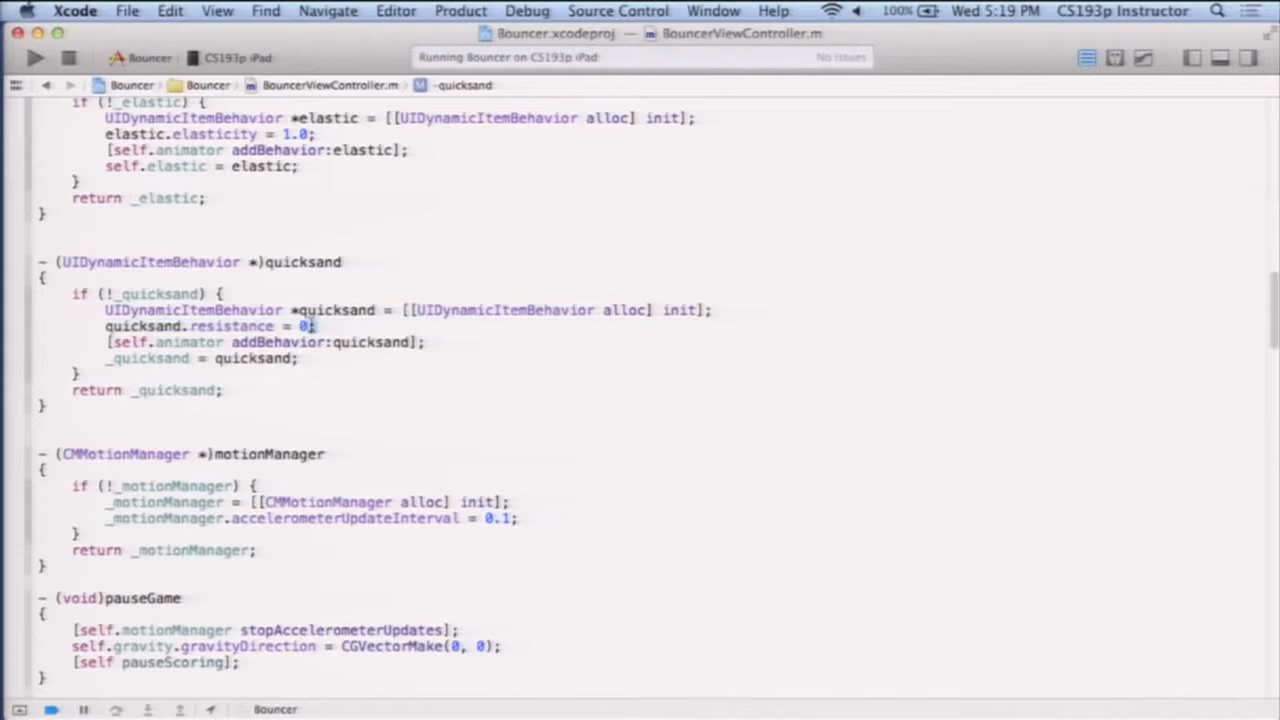 Xcode File Edit View Find Navigate Editor Product Debug Source Control Window Help 100% Wed 5:19 PM CS193p Instructor
Bouncer.xcodeproj — BouncerViewController.m
Bouncer CS193p iPad Running Bouncer on CS193p iPad No issues
Bouncer Bouncer BouncerViewController.m M -quicksand
if (!_elastic) {
UIDynamicItemBehavior *elastic = [[UIDynamicItemBehavior alloc] init];
elastic.elasticity = 1.0;
[self.animator addBehavior:elastic];
self.elastic = elastic;
}
return _elastic;
}
- (UIDynamicItemBehavior *)quicksand
{
if (!_quicksand) {
UIDynamicItemBehavior *quicksand = [[UIDynamicItemBehavior alloc] init];
quicksand.resistance = 0;
[self.animator addBehavior:quicksand];
_quicksand = quicksand;
}
return _quicksand;
}
- (CMMotionManager *)motionManager
{
if (!_motionManager) {
_motionManager = [[CMMotionManager alloc] init];
_motionManager.accelerometerUpdateInterval = 0.1;
}
return _motionManager;
}
- (void)pauseGame
{
[self.motionManager stopAccelerometerUpdates];
self.gravity.gravityDirection = CGVectorMake(0, 0);
[self pauseScoring];
}
Bouncer